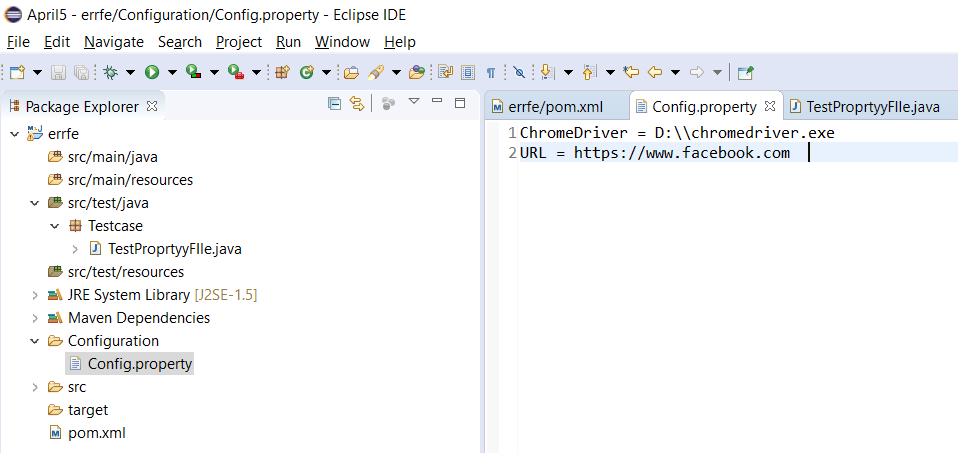 April5 - errfe/Configuration/Config.property - Eclipse IDE
File Edit Navigate Search Project Run Window Help
Package Explorer
errfe
src/main/java
src/main/resources
src/test/java
Testcase
TestProprtyyFIle.java
src/test/resources
JRE System Library [J2SE-1.5]
Maven Dependencies
Configuration
Config.property
src
target
pom.xml
errfe/pom.xml Config.property TestProprtyyFIle.java
1 ChromeDriver = D:\\chromedriver.exe
2 URL = https://www.facebook.com